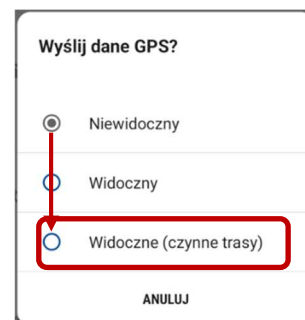 Wyślij dane GPS?
Niewidoczny
Widoczny
Widoczne (czynne trasy)
ANULUJ